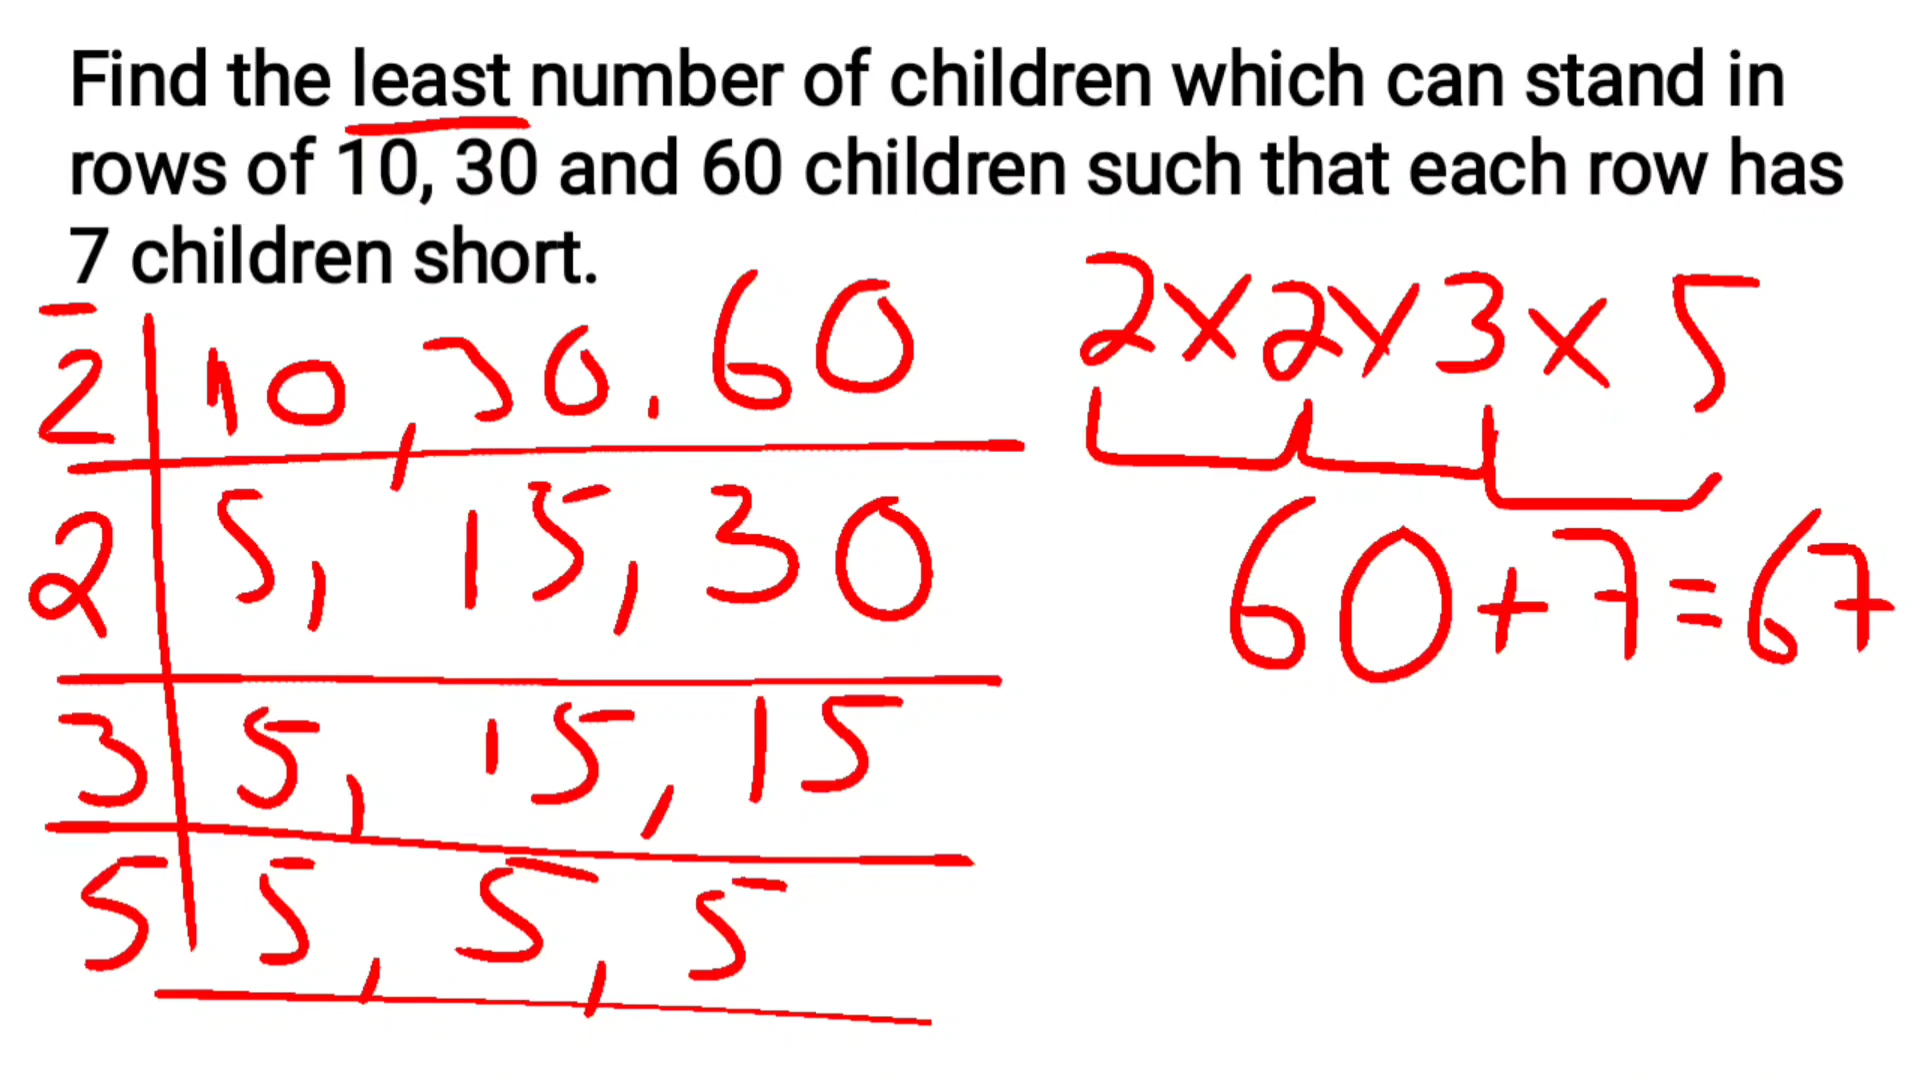 Find the least number of children which can stand in
rows of 10, 30 and 60 children such that each row has
7 children short.
2 10, 30, 60
2 5, 15, 30
3 5, 15, 15
5 5, 5, 5
2×2×3×5
60+7=67